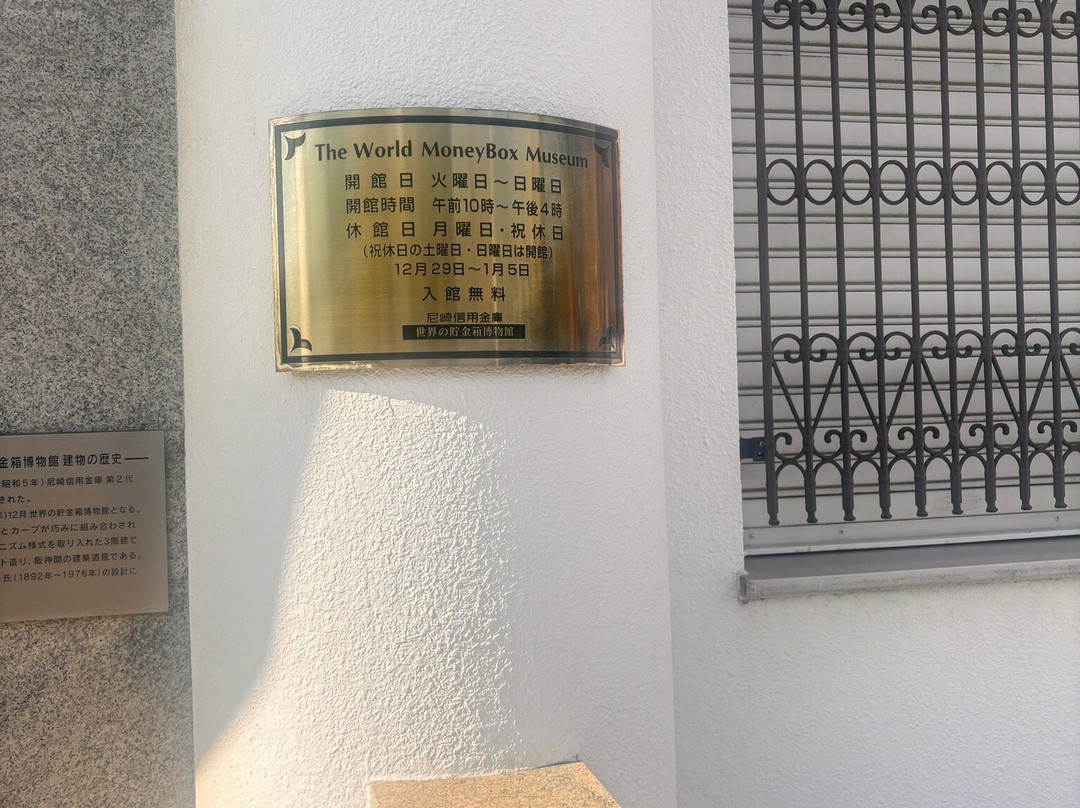 The World MoneyBox Museum
開館日 火曜日～日曜日
開館時間 午前10時～午後4時
休館日 月曜日・祝休日
(祝休日の土曜日・日曜日は開館)
12月29日～1月5日
入館無料
尼崎信用金庫
世界の貯金箱博物館
金箱博物館 建物の歴史
昭和5年)尼崎信用金庫 第2代
された。
)12月 世界の貯金箱博物館となる。
とカーブが巧みに組み合わされ
ニズム様式を取り入れた3階建て
ト造り、阪神間の建築遺産である。
氏(1892年～1976年)の設計に